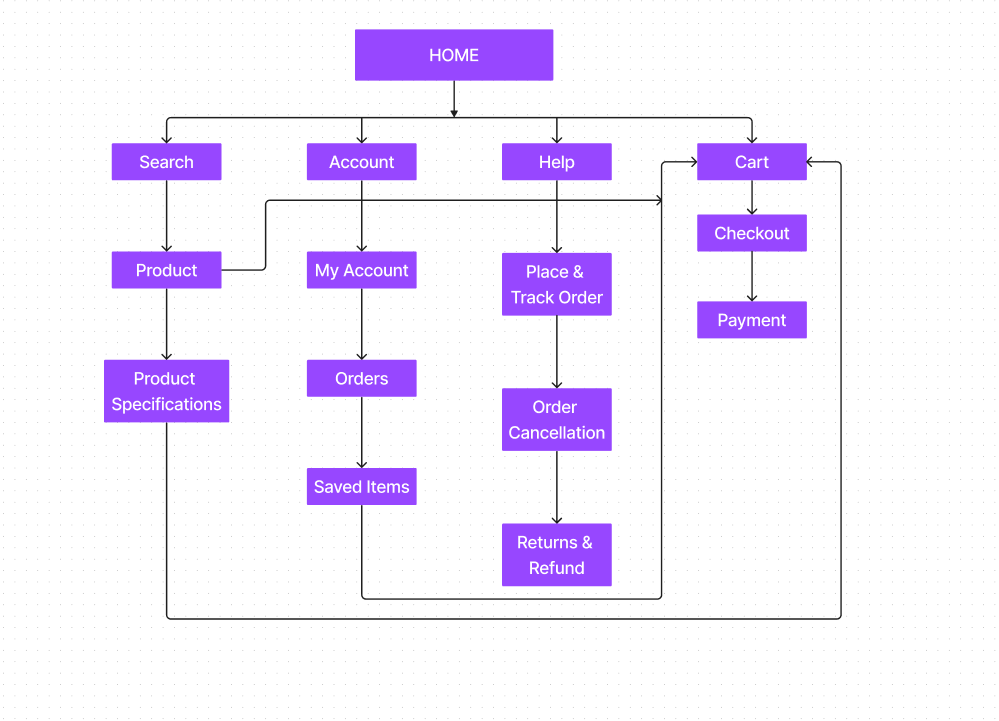 HOME
Search
Account
Help
Cart
Checkout
Product
My Account
Place &
Track Order
Payment
Product
Specifications
Orders
Order
Cancellation
Saved Items
Returns &
Refund